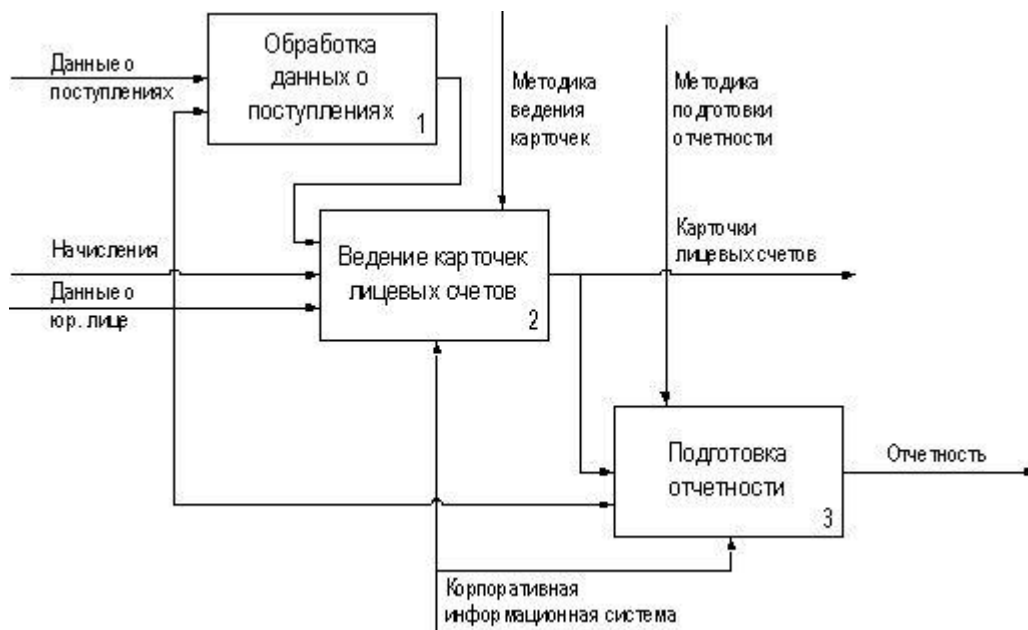 Обработка
данных о
поступлениях
1
Данные о
поступлениях
Методика
ведения
карточек
Методика
подготовки
отчетности
Начисления
Данные о
юр. лице
Ведение карточек
лицевых счетов
2
Карточки
лицевых счетов
Подготовка
отчетности
3
Отчетность
Корпоративная
информационная система